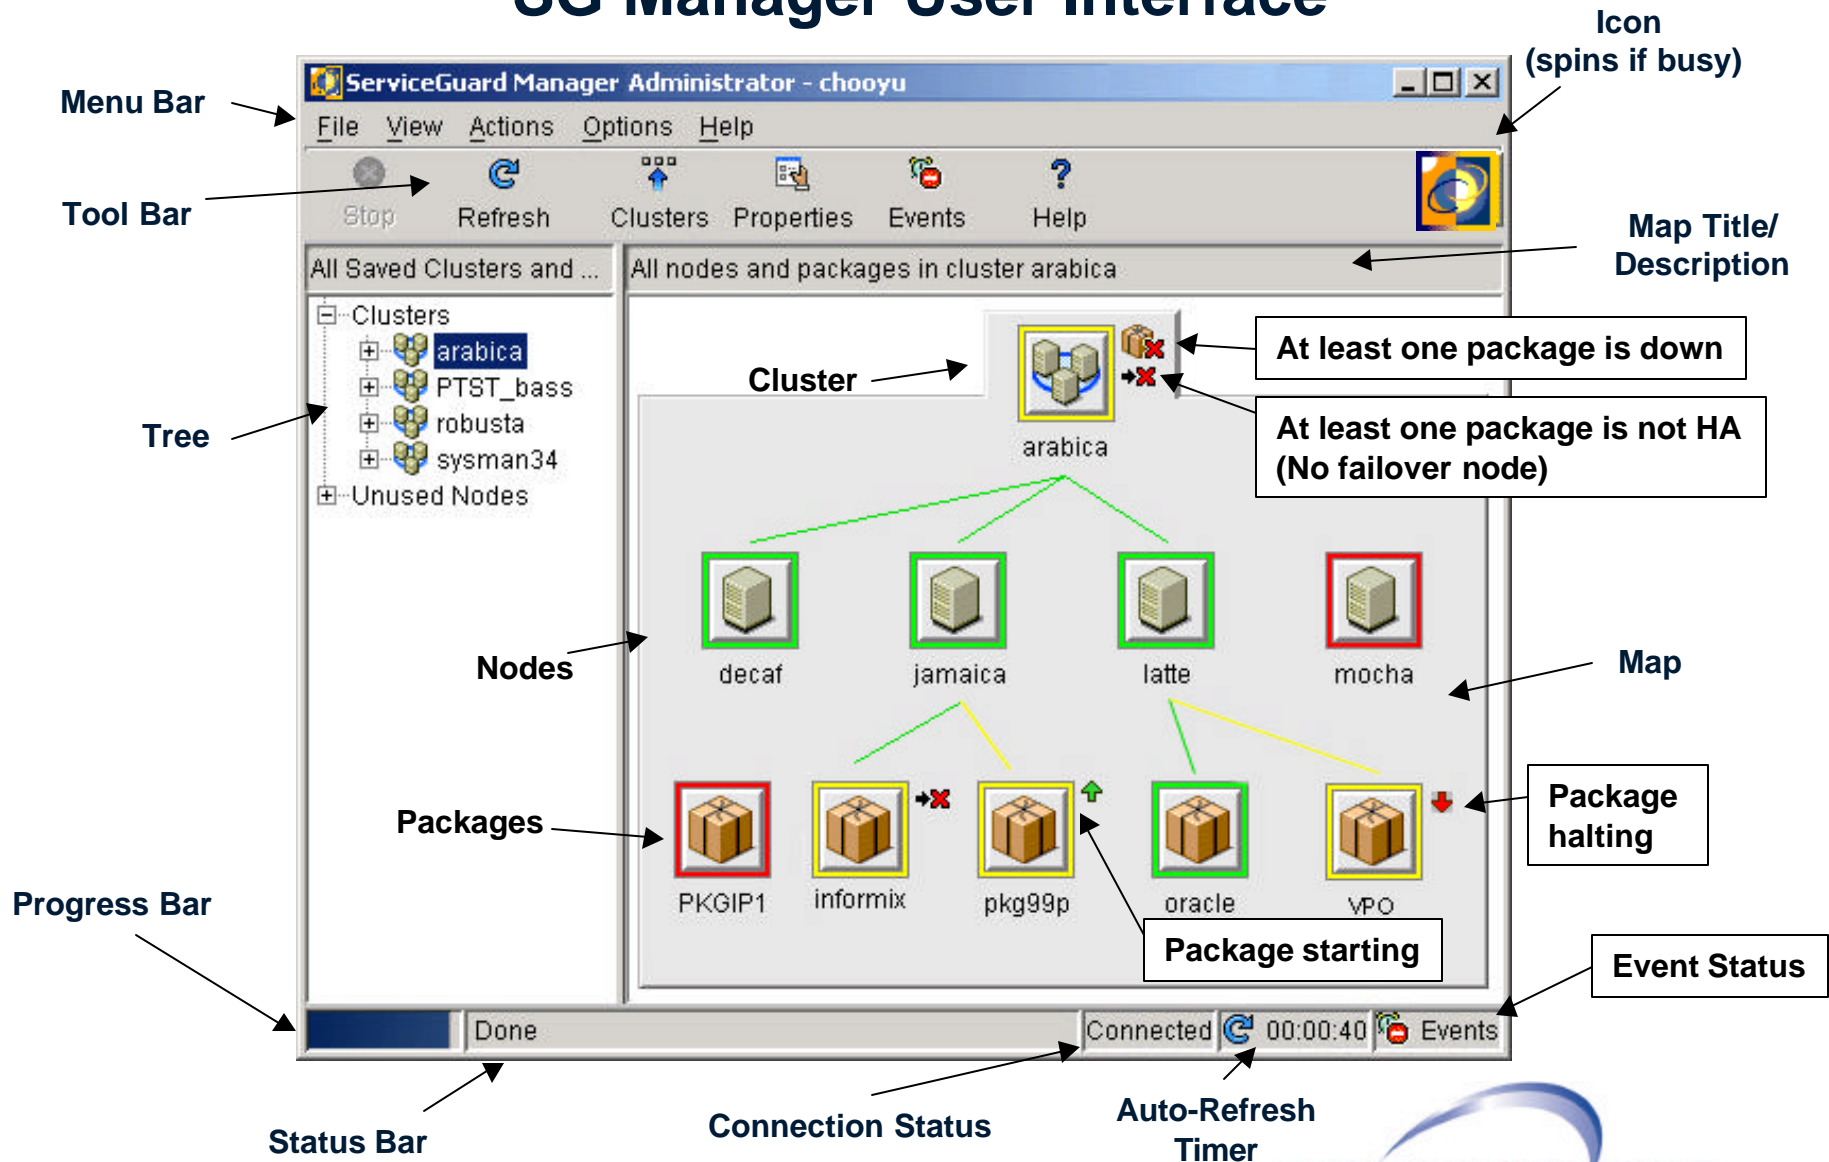 SG Manager User Interface
Icon
(spins if busy)
Menu Bar
ServiceGuard Manager Administrator - chooyu
File View Actions Options Help
Tool Bar
Stop Refresh Clusters Properties Events Help
Map Title/
Description
All Saved Clusters and ...
All nodes and packages in cluster arabica
Tree
Clusters
arabica
PTST_bass
robusta
sysman34
Unused Nodes
Cluster
arabica
At least one package is down
At least one package is not HA
(No failover node)
Nodes
decaf jamaica latte mocha
Map
Packages
PKGIP1 informix pkg99p oracle VPO
Package
halting
Package starting
Event Status
Progress Bar
Done
Connected
00:00:40
Events
Status Bar
Connection Status
Auto-Refresh
Timer